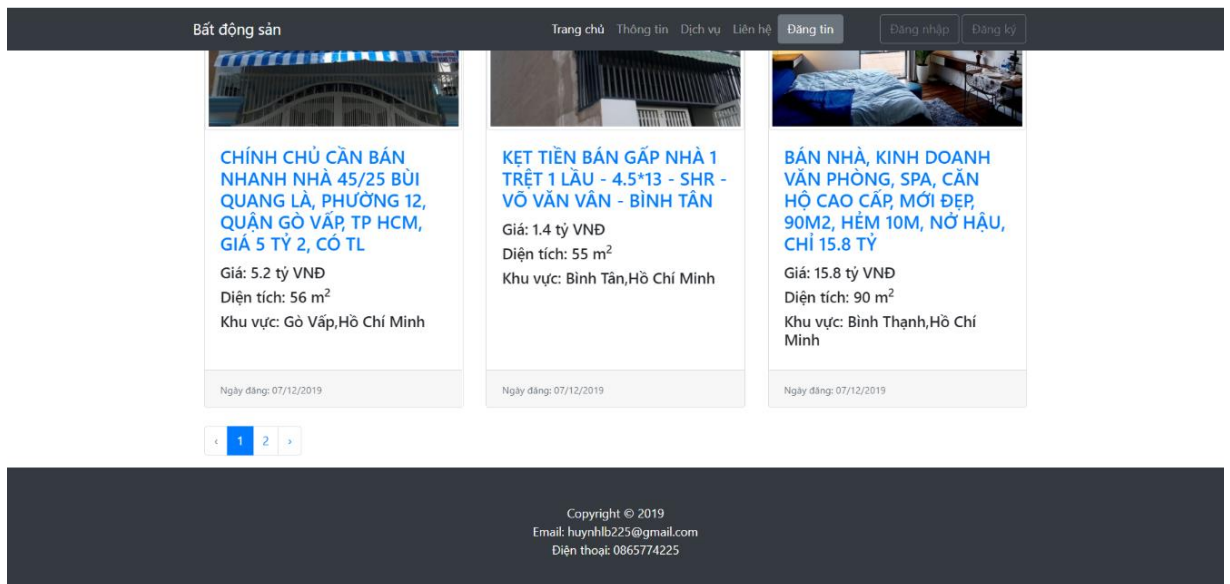 Bất động sản
Trang chủ Thông tin Dịch vụ Liên hệ Đăng tin Đăng nhập Đăng ký
CHÍNH CHỦ CẦN BÁN
NHANH NHÀ 45/25 BÙI
QUANG LÀ, PHƯỜNG 12,
QUẬN GÒ VẤP, TP HCM,
GIÁ 5 TỶ 2, CÓ TL
Giá: 5.2 tỷ VNĐ
Diện tích: 56 m²
Khu vực: Gò Vấp,Hồ Chí Minh
Ngày đăng: 07/12/2019
KẸT TIỀN BÁN GẤP NHÀ 1
TRỆT 1 LẦU - 4.5*13 - SHR -
VÕ VĂN VÂN - BÌNH TÂN
Giá: 1.4 tỷ VNĐ
Diện tích: 55 m²
Khu vực: Bình Tân,Hồ Chí Minh
Ngày đăng: 07/12/2019
BÁN NHÀ, KINH DOANH
VĂN PHÒNG, SPA, CĂN
HỘ CAO CẤP, MỚI ĐẸP,
90M2, HẺM 10M, NỞ HẬU,
CHỈ 15.8 TỶ
Giá: 15.8 tỷ VNĐ
Diện tích: 90 m²
Khu vực: Bình Thạnh,Hồ Chí
Minh
Ngày đăng: 07/12/2019
‹ 1 2 ›
Copyright © 2019
Email: huynhlb225@gmail.com
Điện thoại: 0865774225